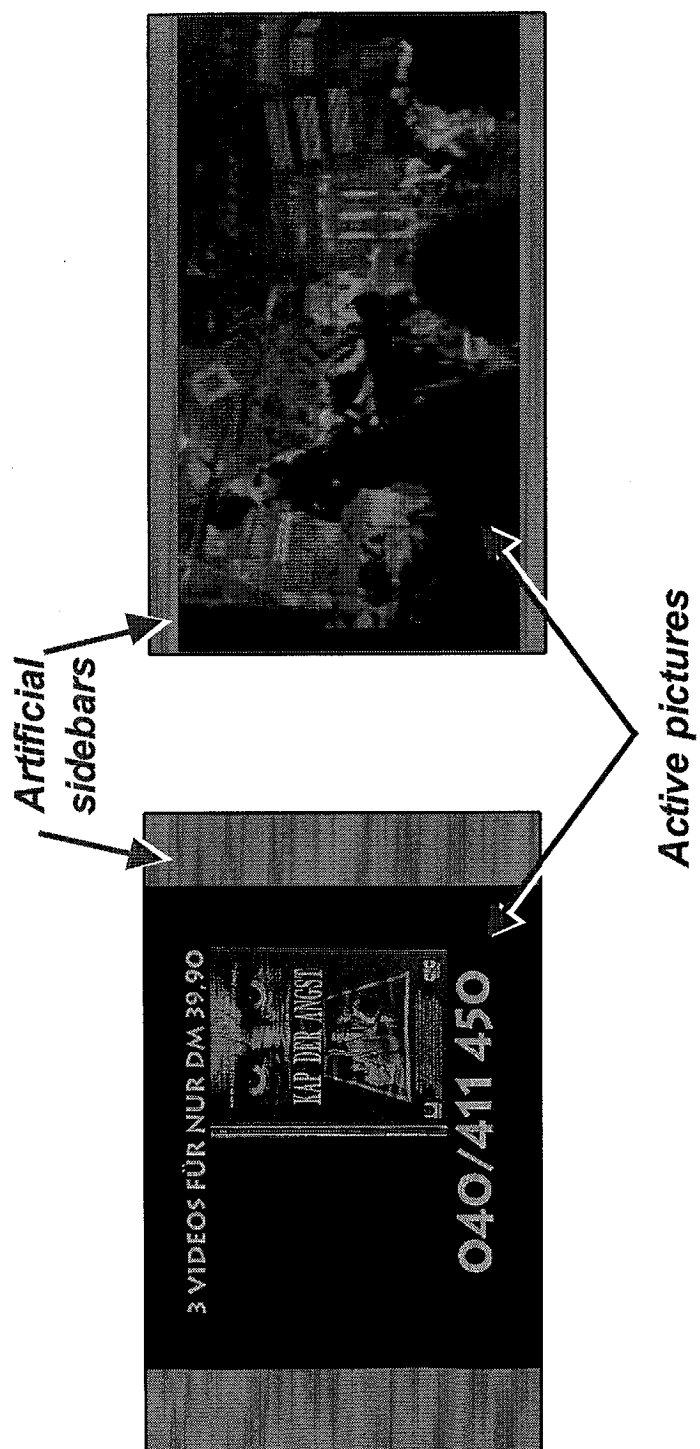 Artificial
sidebars
3 VIDEOS FÜR NUR DM 39,90
KAP DER ANGST
040/411 450
Active pictures